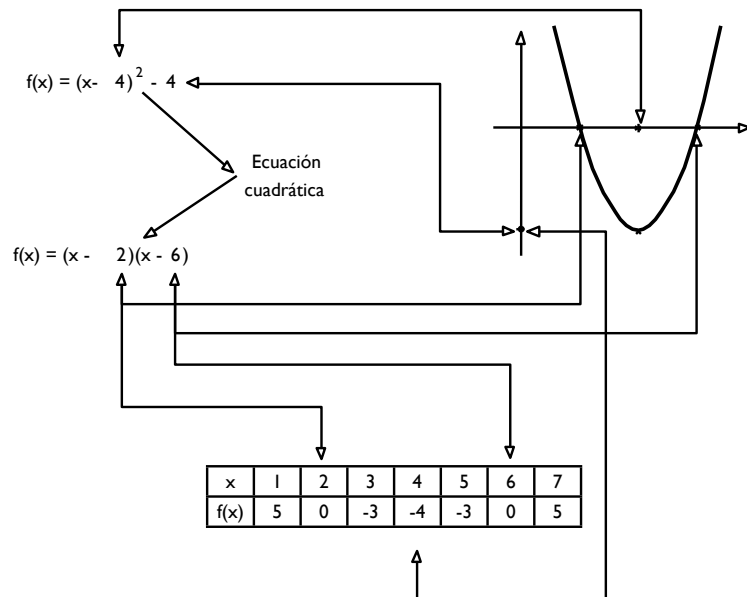 f(x) = (x- 4)² - 4
Ecuación
cuadrática
f(x) = (x - 2)(x - 6)
x 1 2 3 4 5 6 7
f(x) 5 0 -3 -4 -3 0 5